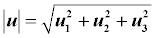 |u| = √(u₁² + u₂² + u₃²)